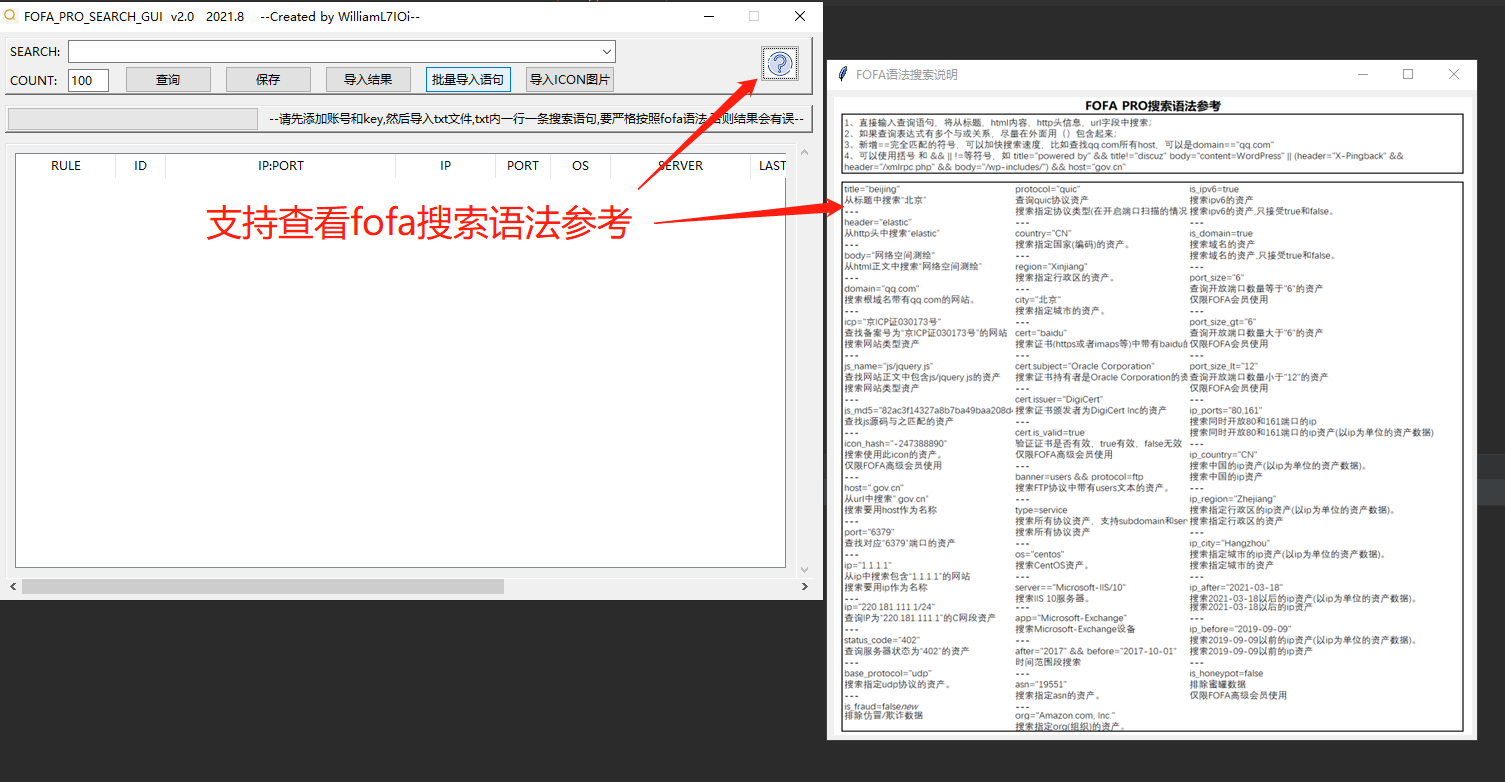 FOFA_PRO_SEARCH_GUI v2.0 2021.8 --Created by WilliamL7IOi--
SEARCH:
COUNT: 100 查询 保存 导入结果 批量导入语句 导入ICON图片
--请先添加账号和key,然后导入txt文件,txt内一行一条搜索语句,要严格按照fofa语法,否则结果会有误--
RULE ID IP:PORT IP PORT OS SERVER LAST
支持查看fofa搜索语法参考
FOFA语法搜索说明
FOFA PRO搜索语法参考
1、直接输入查询语句，将从标题，html内容，http头信息，url字段中搜索；
2、如果查询表达式有多个与或关系，尽量在外面用（）包含起来；
3、新增==完全匹配的符号，可以加快搜索速度，比如查找qq.com所有host，可以是domain=="qq.com"
4、可以使用括号 和 && || !=等符号，如 title="powered by" && title!="discuz" body="content=WordPress" || (header="X-Pingback" &&
header="/xmlrpc.php" && body="/wp-includes/") && host="gov.cn"
title="beijing"
从标题中搜索"北京"
---
header="elastic"
从http头中搜索"elastic"
---
body="网络空间测绘"
从html正文中搜索"网络空间测绘"
---
domain="qq.com"
搜索根域名带有qq.com的网站。
---
icp="京ICP证030173号"
查找备案号为"京ICP证030173号"的网站
搜索网站类型资产
---
js_name="js/jquery.js"
查找网站正文中包含js/jquery.js的资产
搜索网站类型资产
---
js_md5="82ac3f14327a8b7ba49baa208d4
查找js源码与之匹配的资产
---
icon_hash="-247388890"
搜索使用此icon的资产。
仅限FOFA高级会员使用
---
host=".gov.cn"
从url中搜索".gov.cn"
搜索要用host作为名称
---
port="6379"
查找对应"6379"端口的资产
---
ip="1.1.1.1"
从ip中搜索包含"1.1.1.1"的网站
搜索要用ip作为名称
---
ip="220.181.111.1/24"
查询IP为"220.181.111.1"的C网段资产
---
status_code="402"
查询服务器状态为"402"的资产
---
base_protocol="udp"
搜索指定udp协议的资产。
---
is_fraud=falsenew
排除仿冒/欺诈数据
protocol="quic"
查询quic协议资产
搜索指定协议类型(在开启端口扫描的情况
---
country="CN"
搜索指定国家(编码)的资产。
---
region="Xinjiang"
搜索指定行政区的资产。
---
city="北京"
搜索指定城市的资产。
---
cert="baidu"
搜索证书(https或者imaps等)中带有baidu的
---
cert.subject="Oracle Corporation"
搜索证书持有者是Oracle Corporation的资
---
cert.issuer="DigiCert"
搜索证书颁发者为DigiCert Inc的资产
---
cert.is_valid=true
验证证书是否有效，true有效，false无效
仅限FOFA高级会员使用
---
banner=users && protocol=ftp
搜索FTP协议中带有users文本的资产。
---
type=service
搜索所有协议资产，支持subdomain和ser
搜索所有协议资产
---
os="centos"
搜索CentOS资产。
---
server=="Microsoft-IIS/10"
搜索IIS 10服务器。
---
app="Microsoft-Exchange"
搜索Microsoft-Exchange设备
---
after="2017" && before="2017-10-01"
时间范围段搜索
---
asn="19551"
搜索指定asn的资产。
---
org="Amazon.com, Inc."
搜索指定org(组织)的资产。
is_ipv6=true
搜索ipv6的资产
搜索ipv6的资产,只接受true和false。
---
is_domain=true
搜索域名的资产
搜索域名的资产,只接受true和false。
---
port_size="6"
查询开放端口数量等于"6"的资产
仅限FOFA会员使用
---
port_size_gt="6"
查询开放端口数量大于"6"的资产
仅限FOFA会员使用
---
port_size_lt="12"
查询开放端口数量小于"12"的资产
仅限FOFA会员使用
---
ip_ports="80,161"
搜索同时开放80和161端口的ip
搜索同时开放80和161端口的ip资产(以ip为单位的资产数据)
---
ip_country="CN"
搜索中国的ip资产(以ip为单位的资产数据)。
搜索中国的ip资产
---
ip_region="Zhejiang"
搜索指定行政区的ip资产(以ip为单位的资产数据)。
搜索指定行政区的资产
---
ip_city="Hangzhou"
搜索指定城市的ip资产(以ip为单位的资产数据)。
搜索指定城市的资产
---
ip_after="2021-03-18"
搜索2021-03-18以后的ip资产(以ip为单位的资产数据)。
搜索2021-03-18以后的ip资产
---
ip_before="2019-09-09"
搜索2019-09-09以前的ip资产(以ip为单位的资产数据)。
搜索2019-09-09以前的ip资产
---
is_honeypot=false
排除蜜罐数据
仅限FOFA高级会员使用